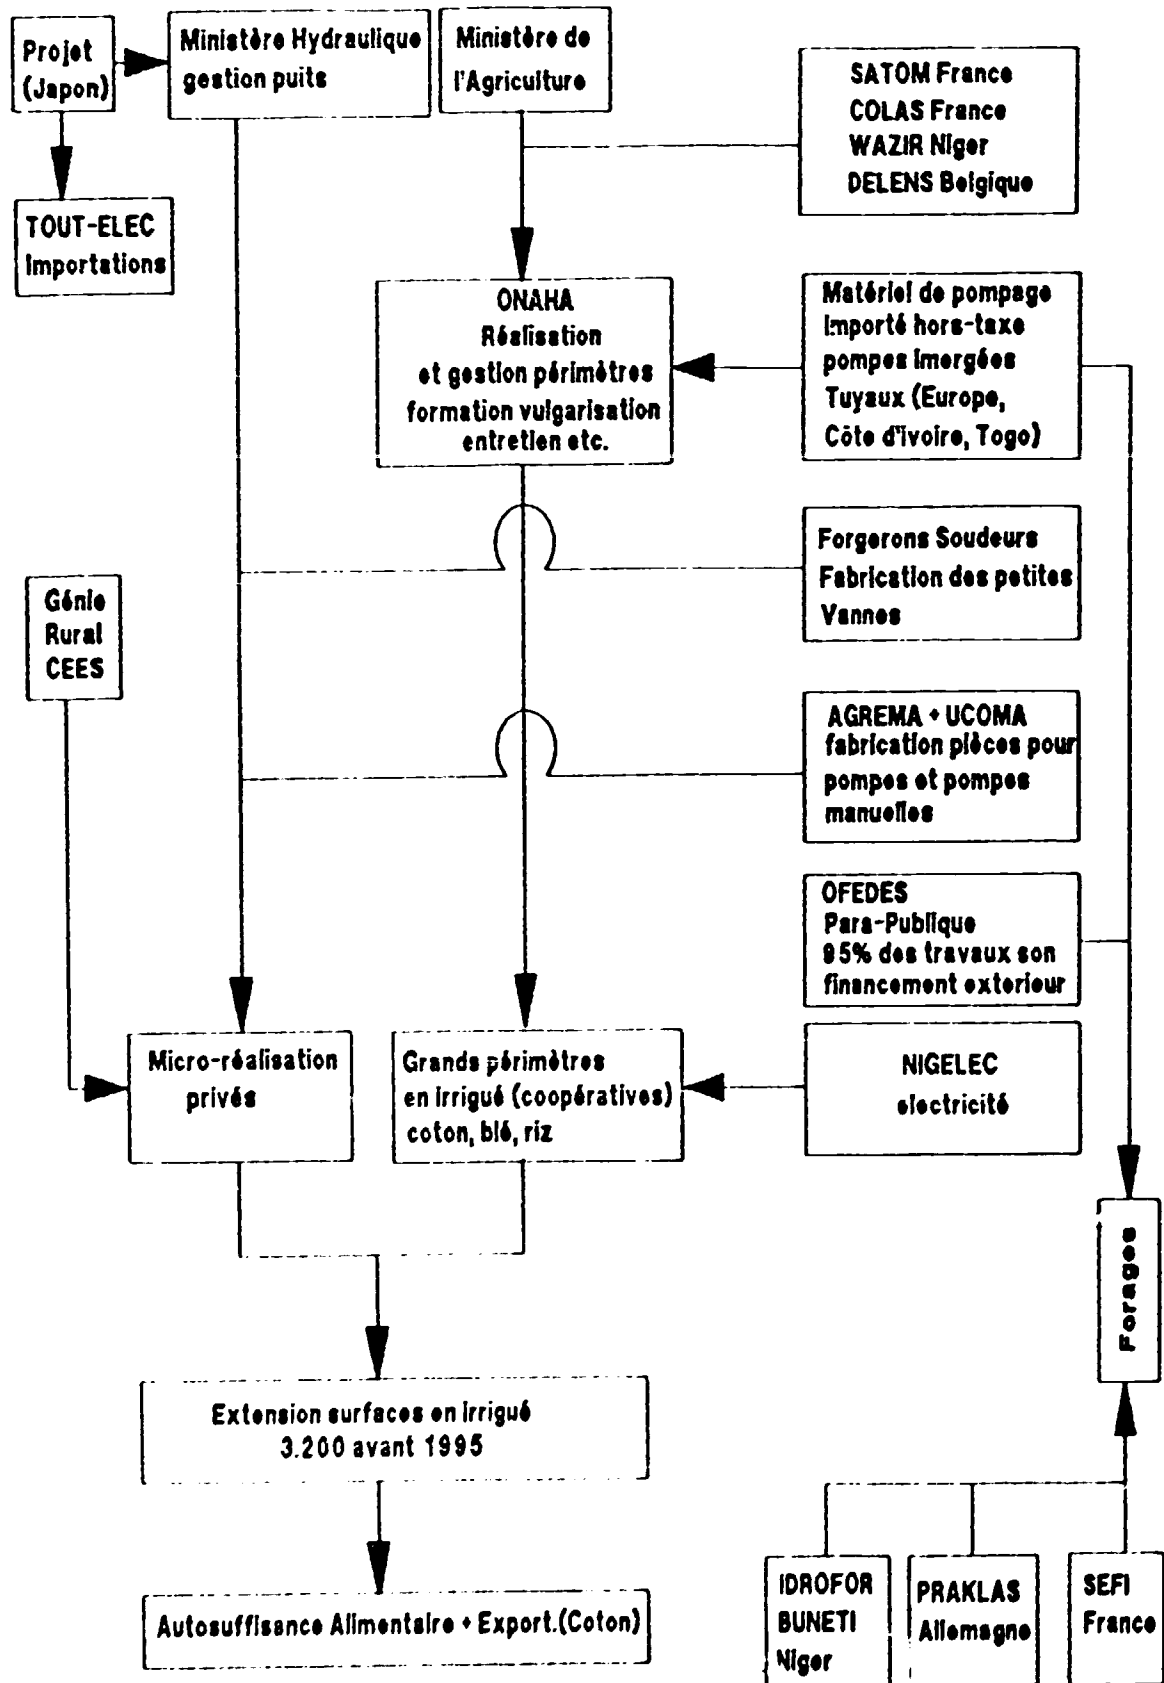 Projet
(Japon)
Ministère Hydraulique
gestion puits
Ministère de
l'Agriculture
SATOM France
COLAS France
WAZIR Niger
DELENS Belgique
TOUT-ELEC
Importations
ONAHA
Réalisation
et gestion périmètres
formation vulgarisation
entretien etc.
Matériel de pompage
Importé hors-taxe
pompes imergées
Tuyaux (Europe,
Côte d'ivoire, Togo)
Forgerons Soudeurs
Fabrication des petites
Vannes
Génie
Rural
CEES
AGREMA + UCOMA
fabrication pièces pour
pompes et pompes
manuelles
OFEDES
Para-Publique
95% des travaux son
financement exterieur
Micro-réalisation
privés
Grands périmètres
en irrigué (coopératives)
coton, blé, riz
NIGELEC
electricité
Forages
Extension surfaces en irrigué
3.200 avant 1995
Autosuffisance Alimentaire + Export.(Coton)
IDROFOR
BUNETI
Niger
PRAKLAS
Allemagne
SEFI
France